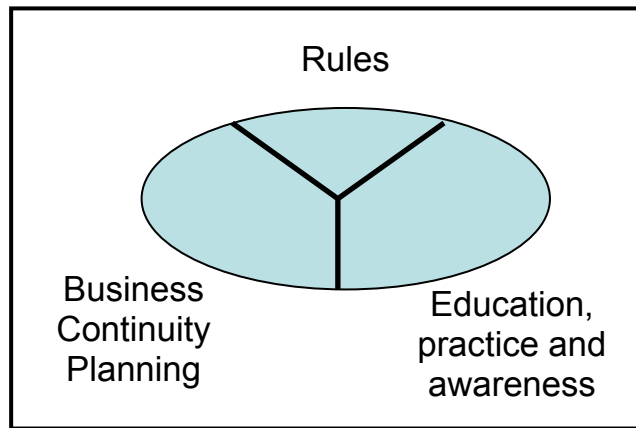 Rules
Business
Continuity
Planning
Education,
practice and
awareness